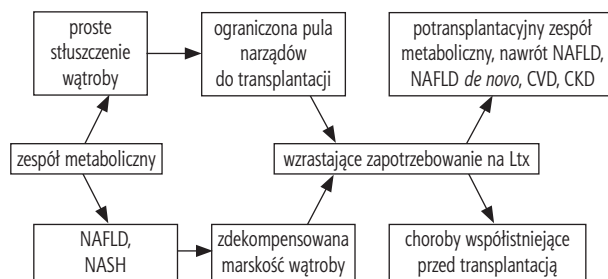 proste
stłuszczenie
wątroby
ograniczona pula
narządów
do transplantacji
potransplantacyjny zespół
metaboliczny, nawrót NAFLD,
NAFLD de novo, CVD, CKD
zespół metaboliczny
wzrastające zapotrzebowanie na Ltx
NAFLD,
NASH
zdekompensowana
marskość wątroby
choroby współistniejące
przed transplantacją